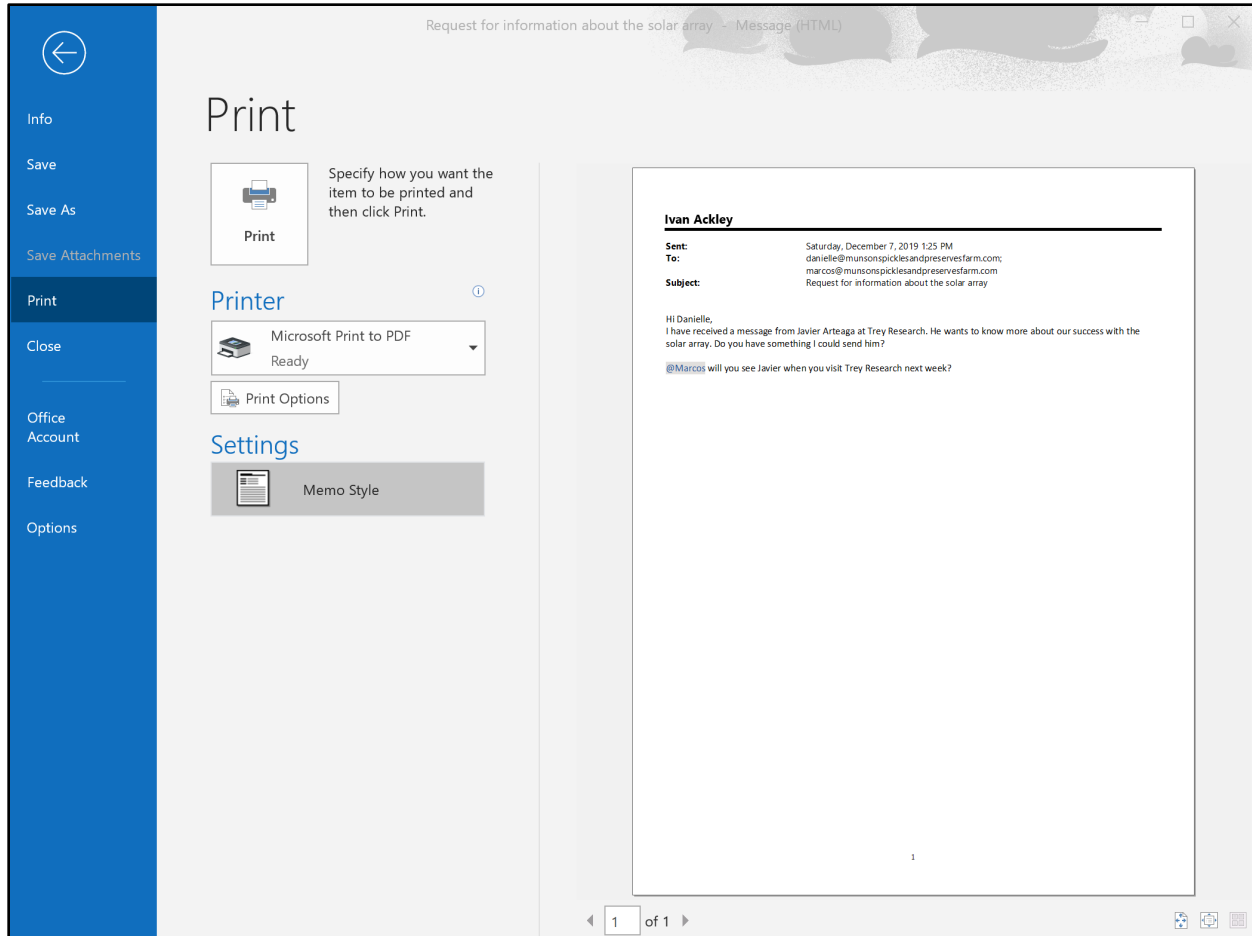 Request for information about the solar array - Message (HTML)
Info
Save
Save As
Save Attachments
Print
Close
Office
Account
Feedback
Options
Print
Print
Specify how you want the
item to be printed and
then click Print.
Printer
Microsoft Print to PDF
Ready
Print Options
Settings
Memo Style
Ivan Ackley
Sent: Saturday, December 7, 2019 1:25 PM
To: danielle@munsonspicklesandpreservesfarm.com;
marcos@munsonspicklesandpreservesfarm.com
Subject: Request for information about the solar array
Hi Danielle,
I have received a message from Javier Arteaga at Trey Research. He wants to know more about our success with the
solar array. Do you have something I could send him?
@Marcos will you see Javier when you visit Trey Research next week?
1
1 of 1